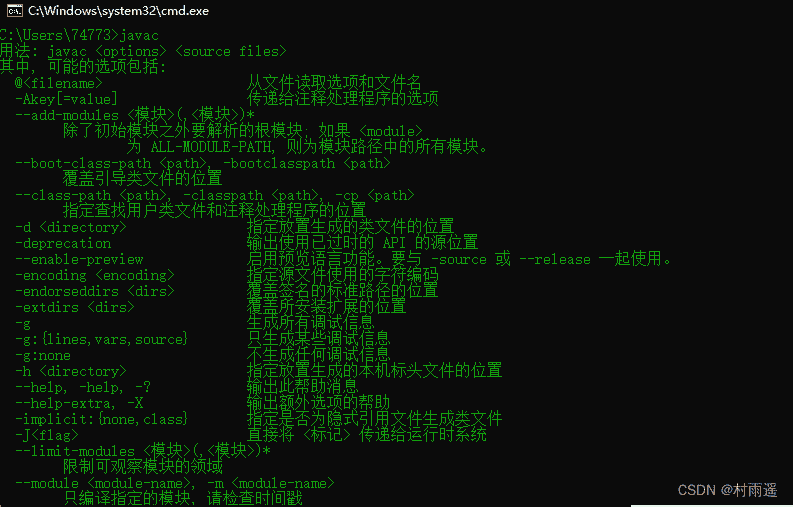 C:\Windows\system32\cmd.exe
C:\Users\74773>javac
用法: javac <options> <source files>
其中, 可能的选项包括:
@<filename> 从文件读取选项和文件名
-Akey[=value] 传递给注释处理程序的选项
--add-modules <模块>(,<模块>)*
除了初始模块之外要解析的根模块; 如果 <module>
为 ALL-MODULE-PATH, 则为模块路径中的所有模块。
--boot-class-path <path>, -bootclasspath <path>
覆盖引导类文件的位置
--class-path <path>, -classpath <path>, -cp <path>
指定查找用户类文件和注释处理程序的位置
-d <directory> 指定放置生成的类文件的位置
-deprecation 输出使用已过时的 API 的源位置
--enable-preview 启用预览语言功能。要与 -source 或 --release 一起使用。
-encoding <encoding> 指定源文件使用的字符编码
-endorseddirs <dirs> 覆盖签名的标准路径的位置
-extdirs <dirs> 覆盖所安装扩展的位置
-g 生成所有调试信息
-g:{lines,vars,source} 只生成某些调试信息
-g:none 不生成任何调试信息
-h <directory> 指定放置生成的本机标头文件的位置
--help, -help, -? 输出此帮助消息
--help-extra, -X 输出额外选项的帮助
-implicit:{none,class} 指定是否为隐式引用文件生成类文件
-J<flag> 直接将 <标记> 传递给运行时系统
--limit-modules <模块>(,<模块>)*
限制可观察模块的领域
--module <module-name>, -m <module-name>
只编译指定的模块, 请检查时间戳
CSDN @村雨遥